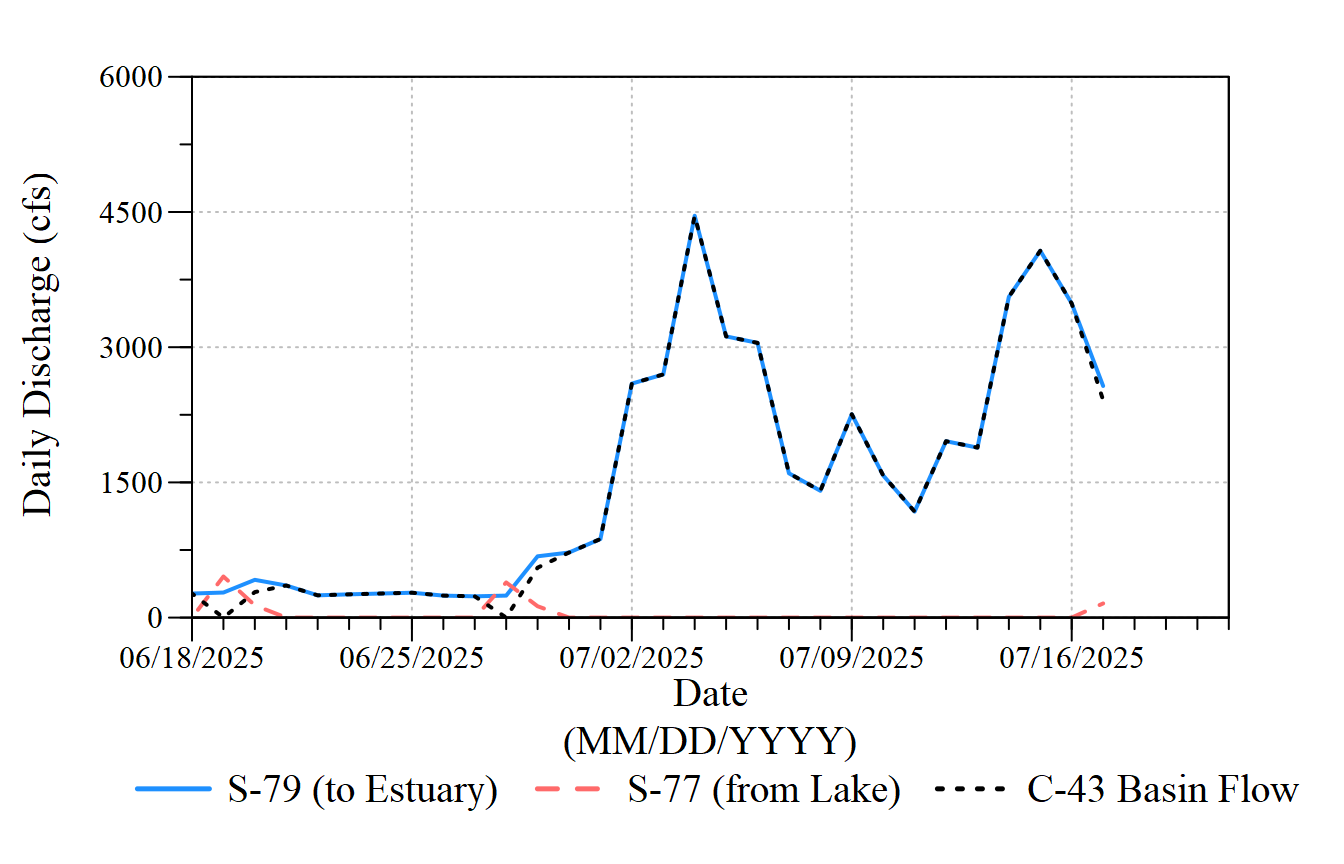 6000
4500
3000
1500
0
Daily Discharge (cfs)
06/18/2025 06/25/2025 07/02/2025 07/09/2025 07/16/2025
Date
(MM/DD/YYYY)
S-79 (to Estuary) S-77 (from Lake) C-43 Basin Flow